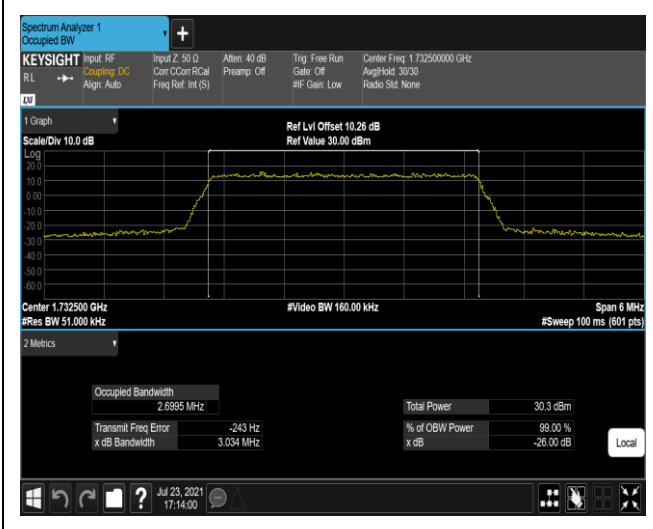 Spectrum Analyzer 1
Occupied BW
+
KEYSIGHT Input: RF Input Z: 50 Ω Atten: 40 dB Trig: Free Run Center Freq: 1.732500000 GHz
R L Coupling: DC Corr CCorr RCal Preamp: Off Gate: Off Avg|Hold: 30/30
Align: Auto Freq Ref: Int (S) #IF Gain: Low Radio Std: None
LXI
1 Graph
Ref Lvl Offset 10.26 dB
Scale/Div 10.0 dB Ref Value 30.00 dBm
Log
20.0
10.0
0.00
-10.0
-20.0
-30.0
-40.0
-50.0
-60.0
Center 1.732500 GHz #Video BW 160.00 kHz Span 6 MHz
#Res BW 51.000 kHz #Sweep 100 ms (601 pts)
2 Metrics
Occupied Bandwidth
2.6995 MHz Total Power 30.3 dBm
Transmit Freq Error -243 Hz % of OBW Power 99.00 %
x dB Bandwidth 3.034 MHz x dB -26.00 dB
Local
? Jul 23, 2021
17:14:00